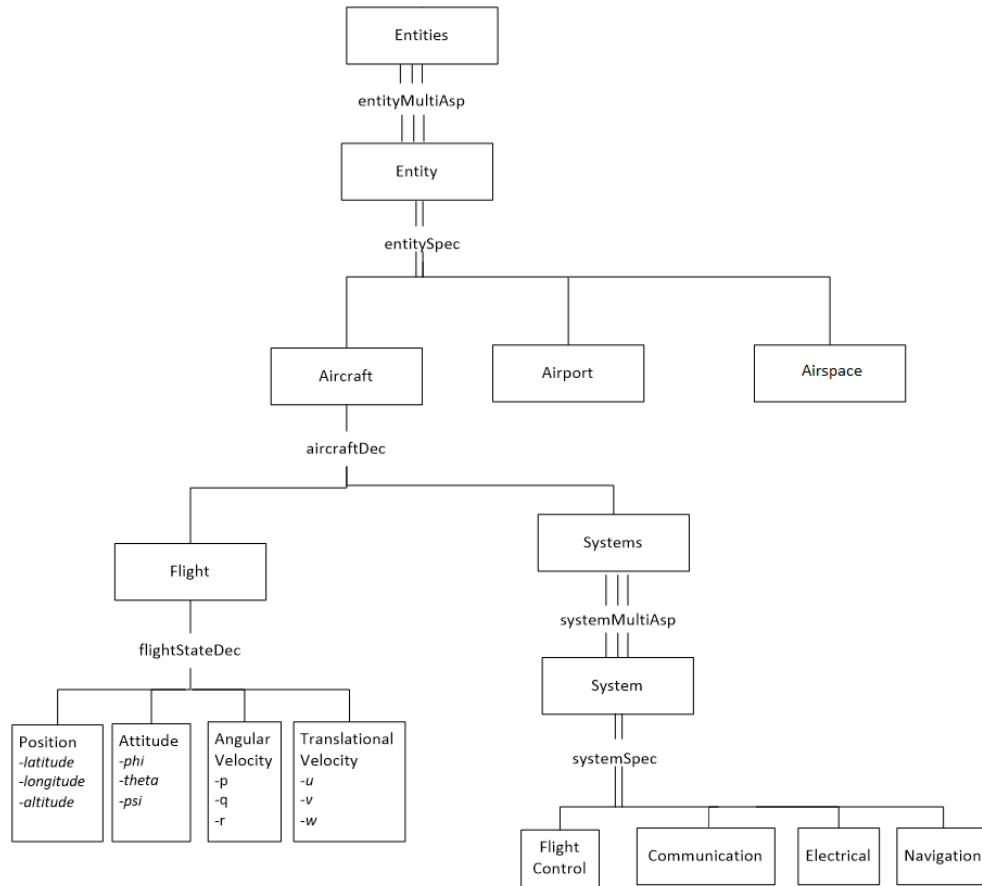 Entities
entityMultiAsp
Entity
entitySpec
Aircraft
Airport
Airspace
aircraftDec
Flight
Systems
flightStateDec
systemMultiAsp
System
Position
-latitude
-longitude
-altitude
Attitude
-phi
-theta
-psi
Angular
Velocity
-p
-q
-r
Translational
Velocity
-u
-v
-w
systemSpec
Flight
Control
Communication
Electrical
Navigation